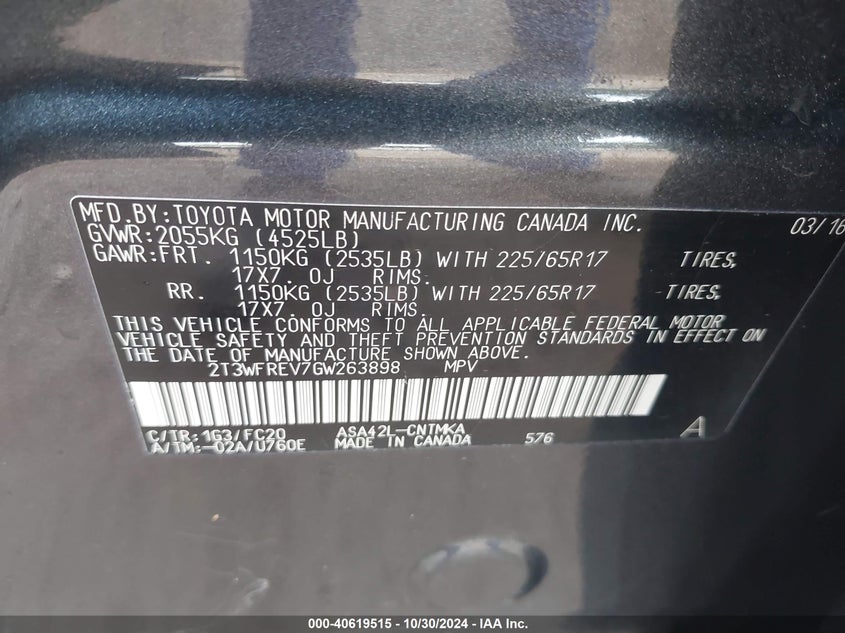 MFD.BY:TOYOTA MOTOR MANUFACTURING CANADA INC. 03/16
GVWR:2055KG (4525LB)
GAWR:FRT. 1150KG (2535LB) WITH 225/65R17 TIRES,
17X7. 0J RIMS.
RR. 1150KG (2535LB) WITH 225/65R17 TIRES,
17X7. 0J RIMS.
THIS VEHICLE CONFORMS TO ALL APPLICABLE FEDERAL MOTOR
VEHICLE SAFETY AND THEFT PREVENTION STANDARDS IN EFFECT ON
THE DATE OF MANUFACTURE SHOWN ABOVE.
2T3WFREV7GW263898 MPV
C/TR:1G3/FC20 ASA42L-CNTMKA 576 A
A/TM:-02A/U760E MADE IN CANADA
000-40619515 - 10/30/2024 - IAA Inc.